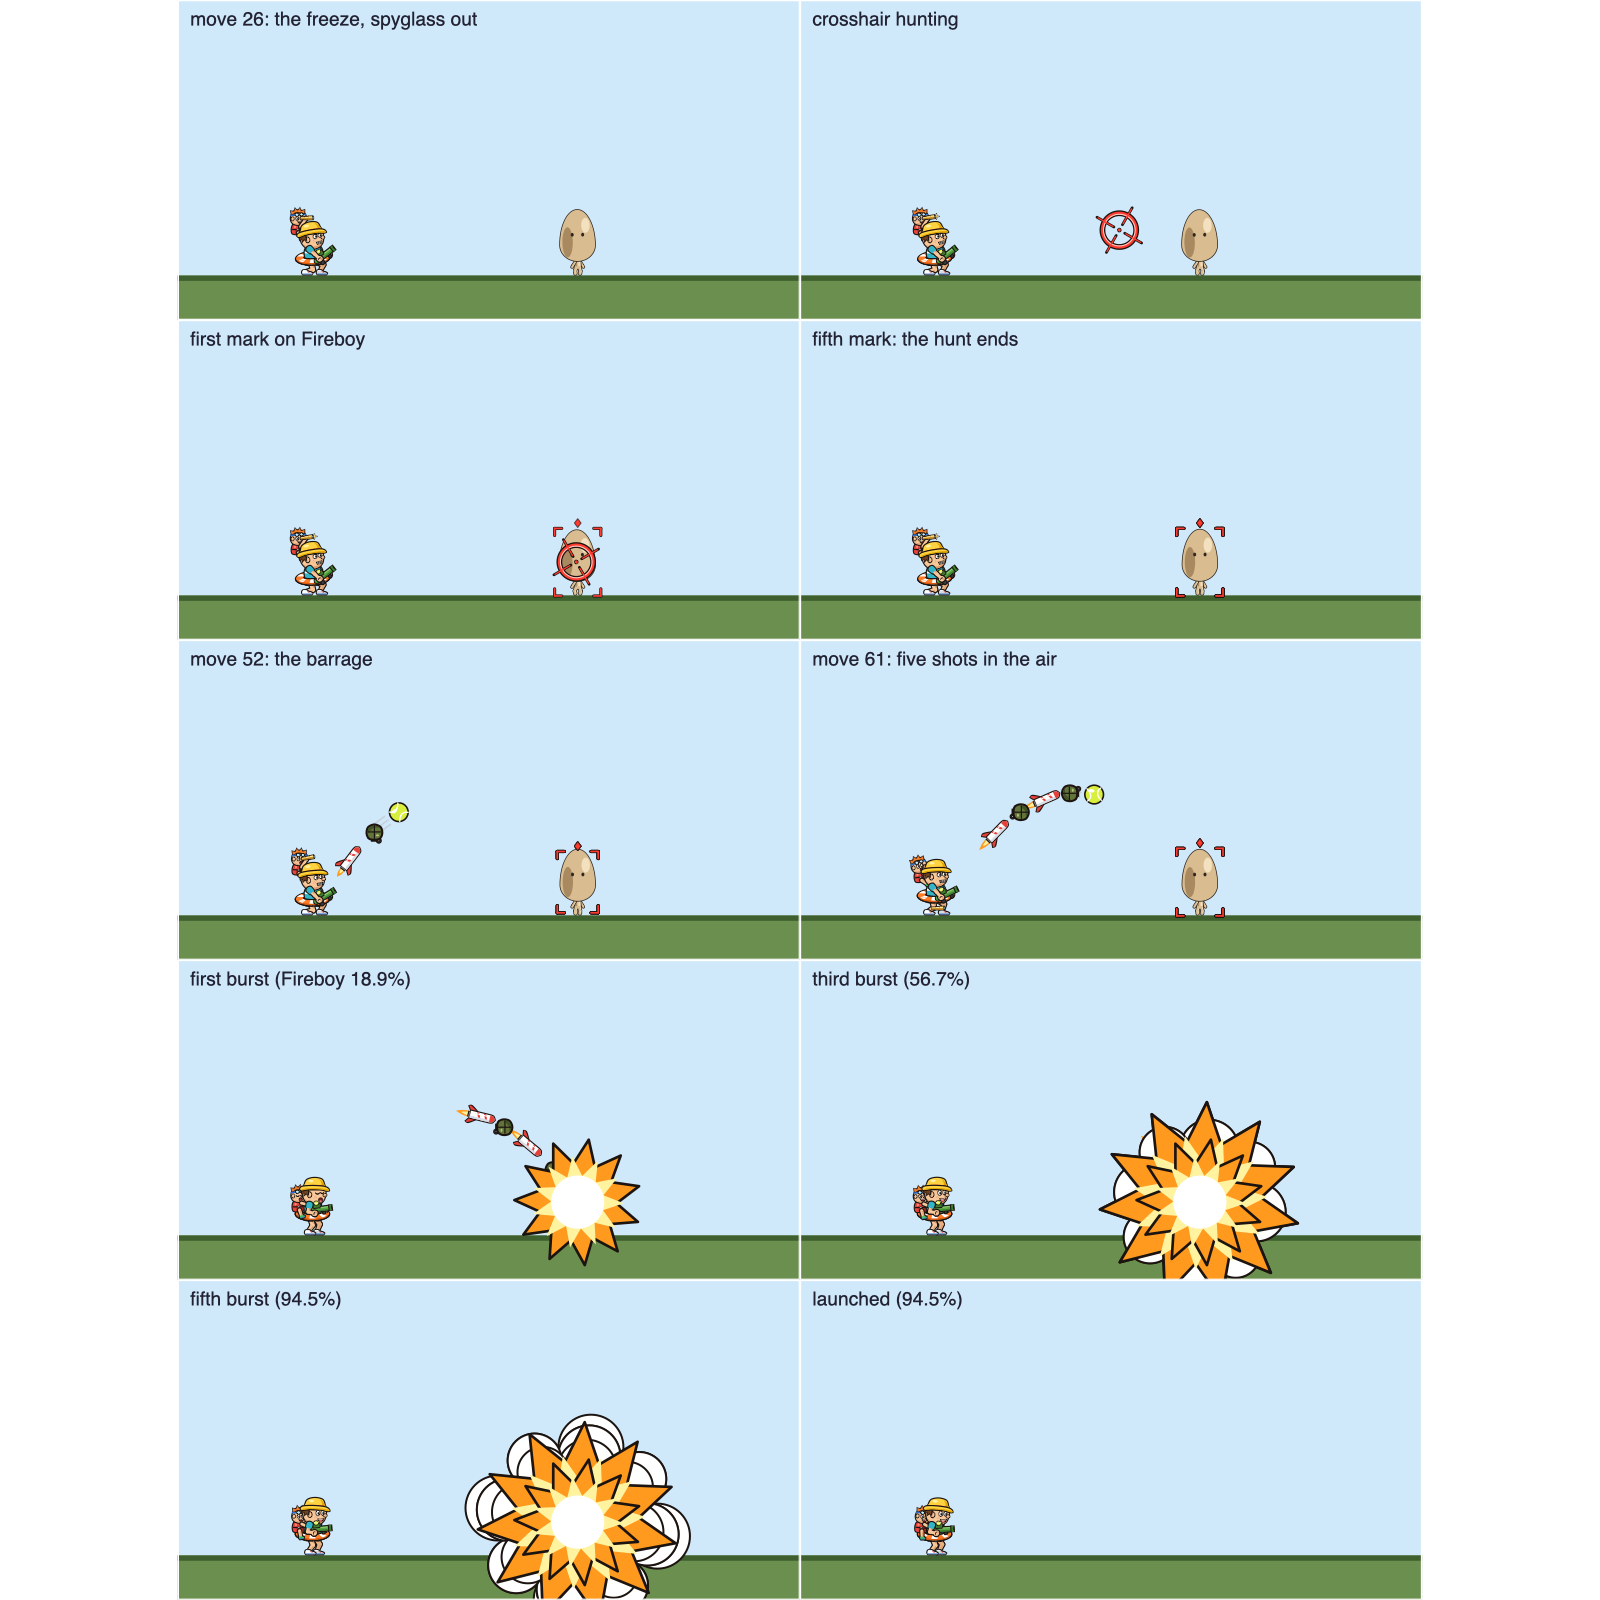 move 26: the freeze, spyglass out
crosshair hunting
first mark on Fireboy
fifth mark: the hunt ends
move 52: the barrage
move 61: five shots in the air
first burst (Fireboy 18.9%)
third burst (56.7%)
fifth burst (94.5%)
launched (94.5%)